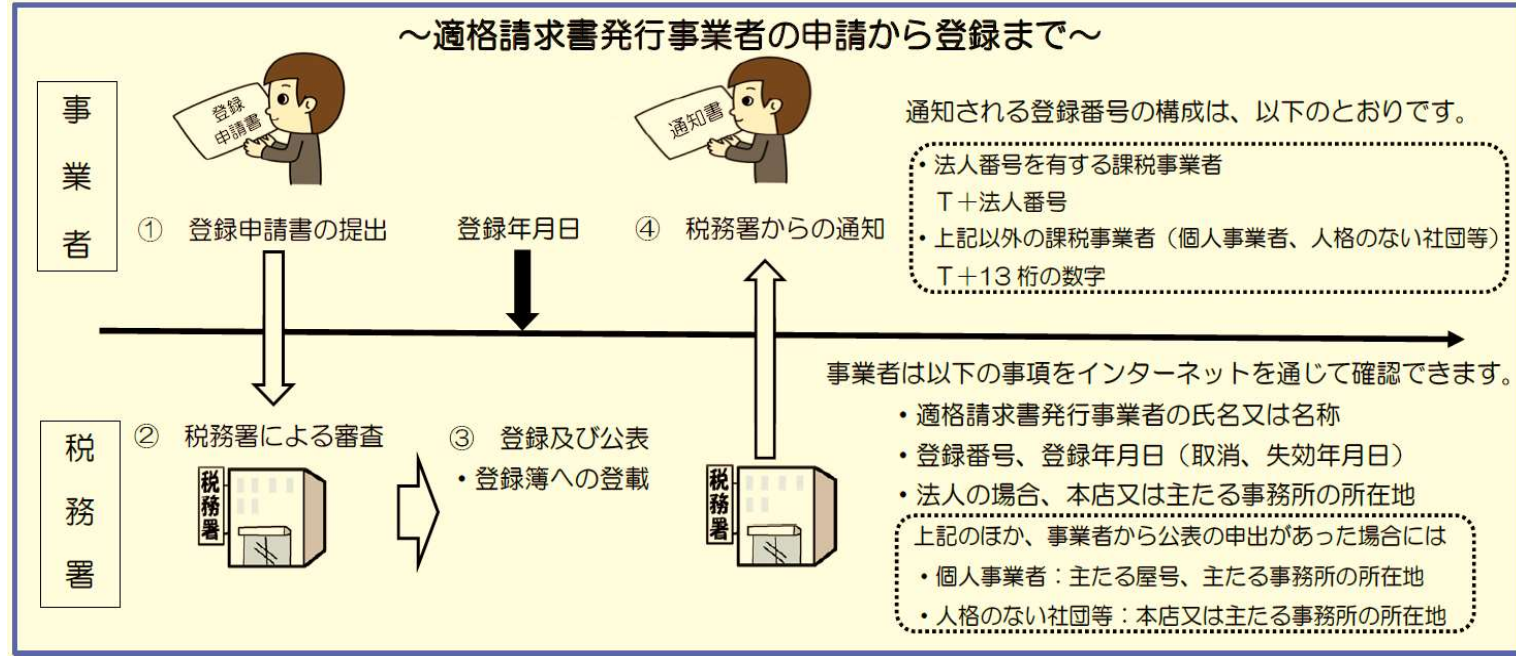 ～適格請求書発行事業者の申請から登録まで～
事業者
登録
申請書
通知書
① 登録申請書の提出
登録年月日
④ 税務署からの通知
通知される登録番号の構成は、以下のとおりです。
・法人番号を有する課税事業者
T＋法人番号
・上記以外の課税事業者（個人事業者、人格のない社団等）
T＋13桁の数字
税務署
② 税務署による審査
税務署
③ 登録及び公表
・登録簿への登載
税務署
事業者は以下の事項をインターネットを通じて確認できます。
・適格請求書発行事業者の氏名又は名称
・登録番号、登録年月日（取消、失効年月日）
・法人の場合、本店又は主たる事務所の所在地
上記のほか、事業者から公表の申出があった場合には
・個人事業者：主たる屋号、主たる事務所の所在地
・人格のない社団等：本店又は主たる事務所の所在地